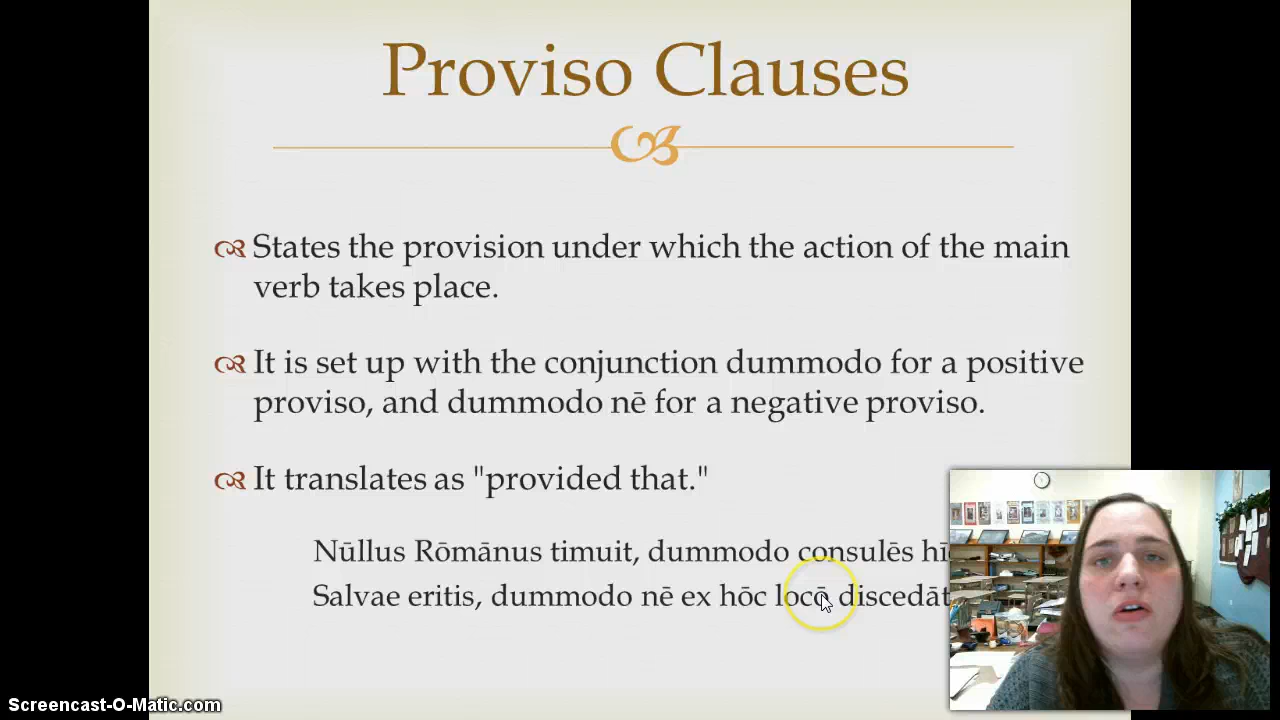 Proviso Clauses
States the provision under which the action of the main
verb takes place.
It is set up with the conjunction dummodo for a positive
proviso, and dummodo nē for a negative proviso.
It translates as "provided that."
Nūllus Rōmānus timuit, dummodo consulēs
Salvae eritis, dummodo nē ex hōc locō
Screencast-O-Matic.com